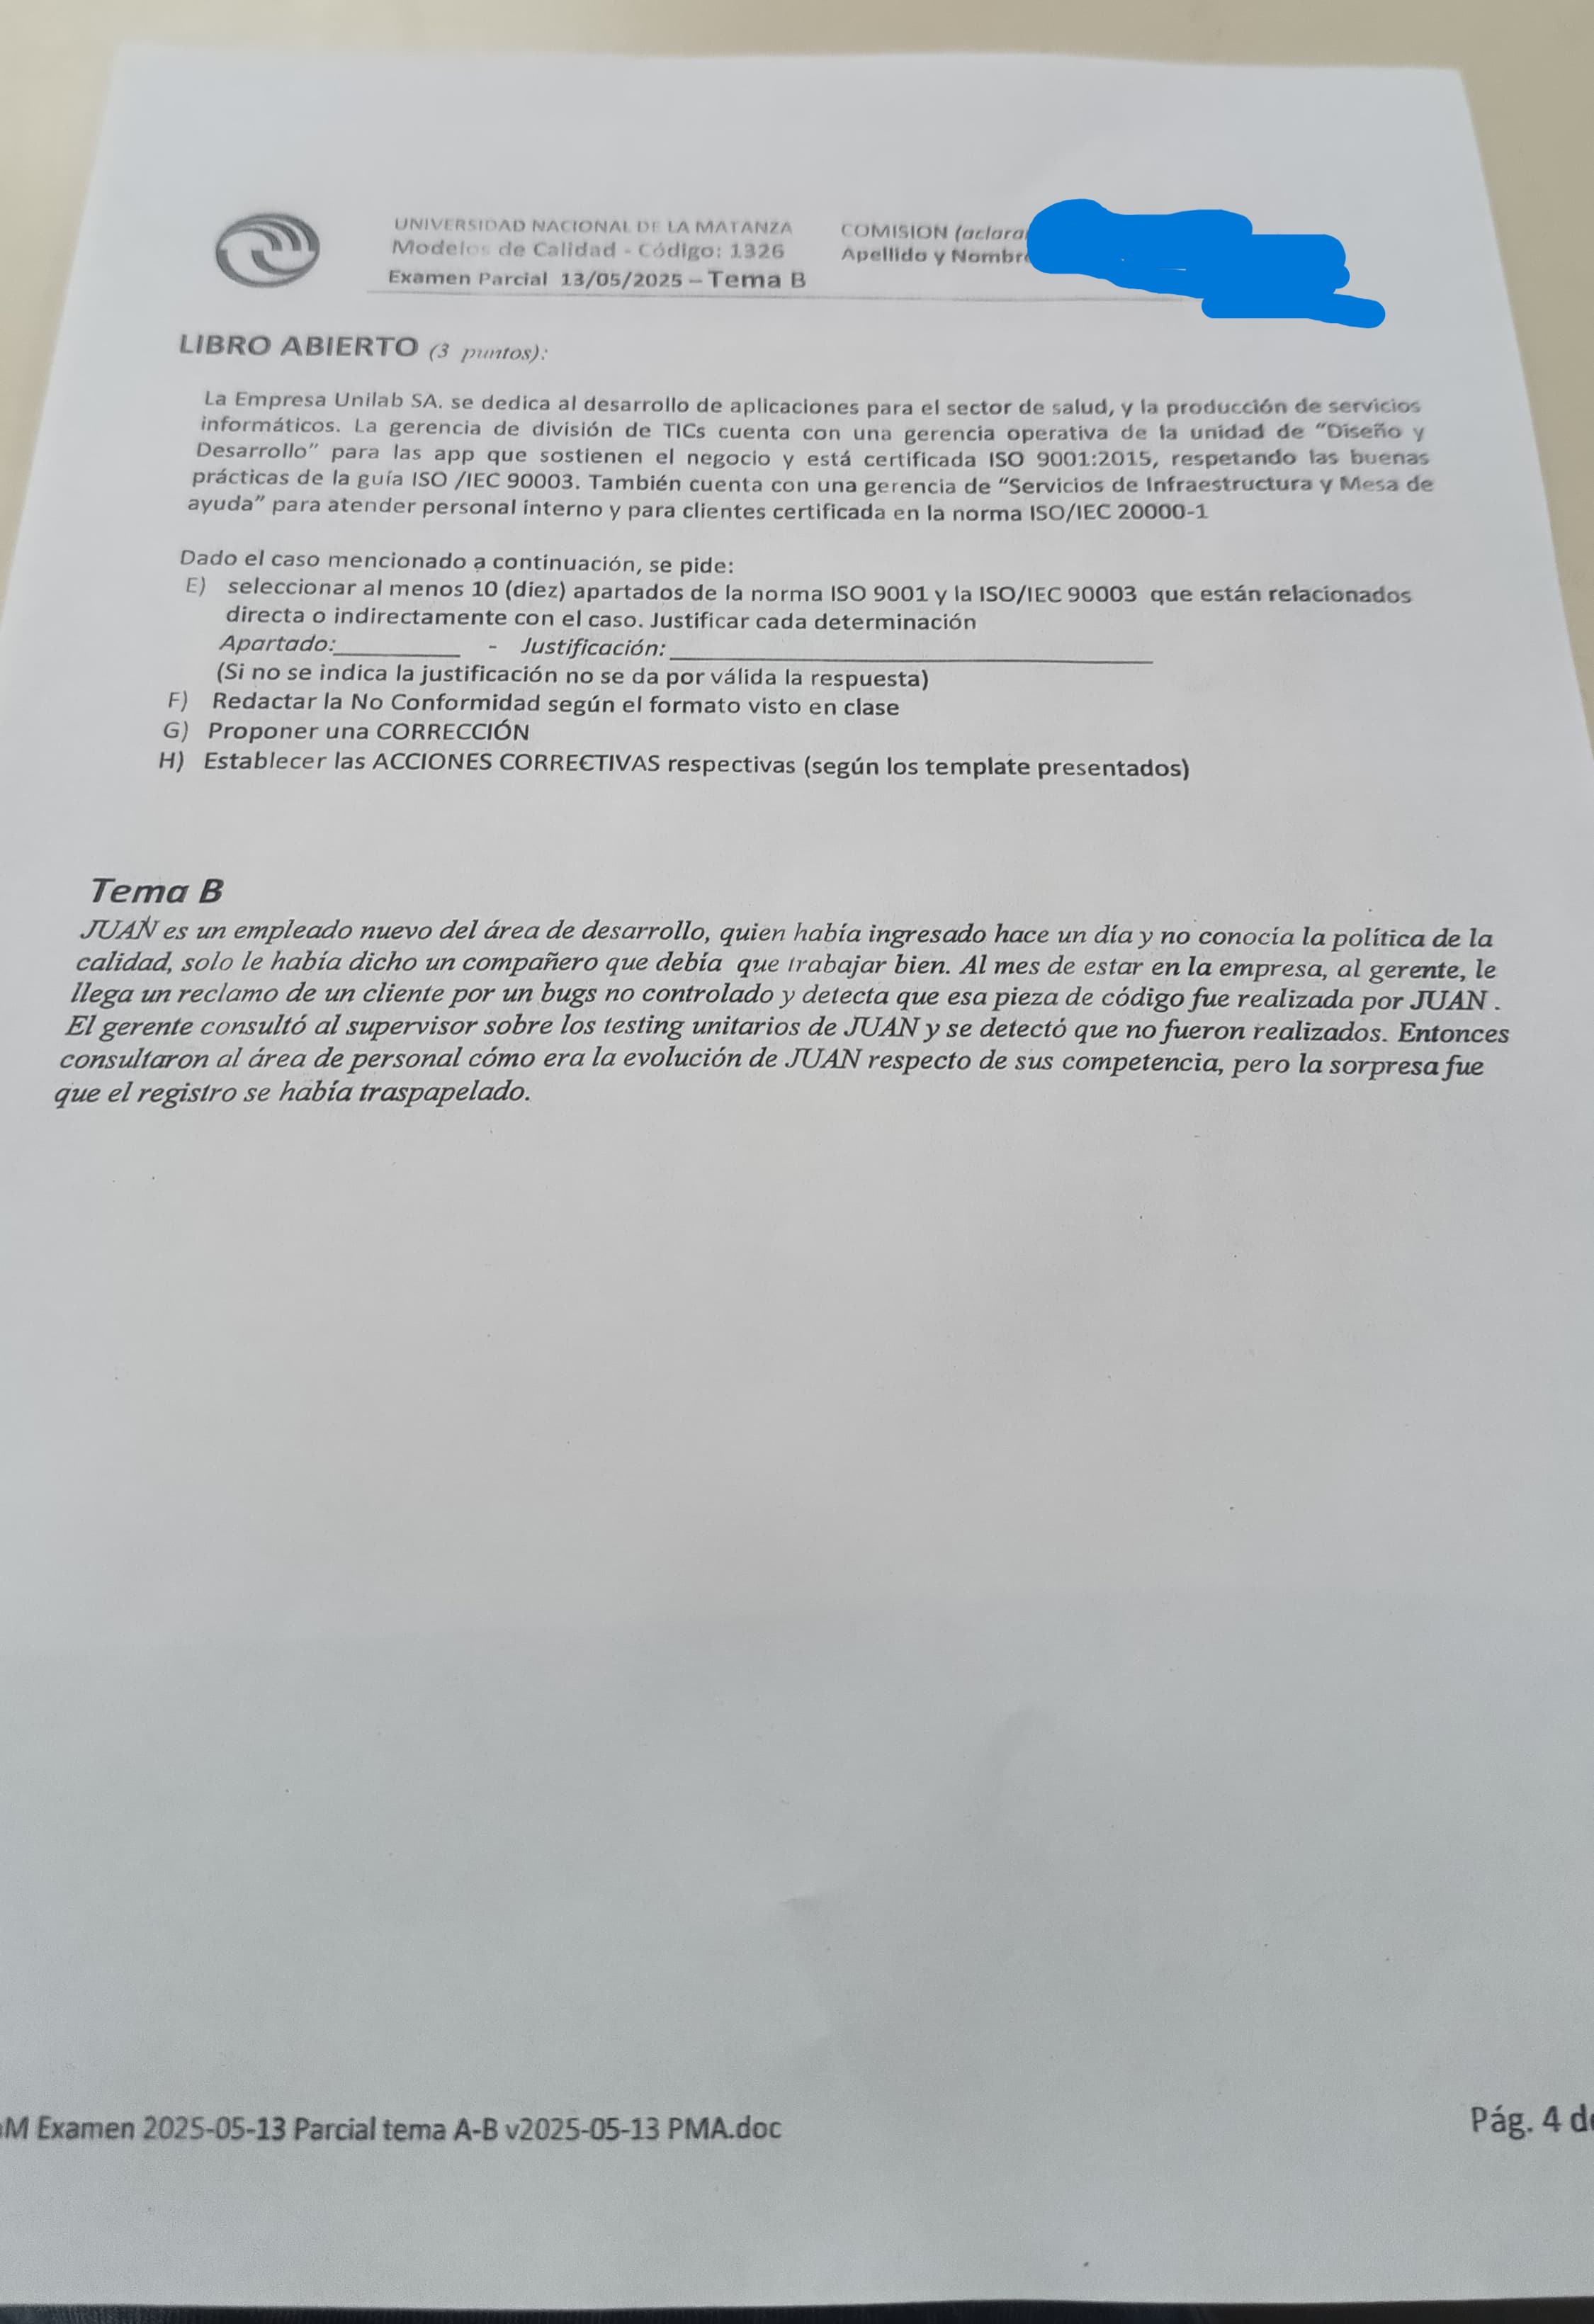 UNIVERSIDAD NACIONAL DE LA MATANZA
Modelos de Calidad - Código: 1326
Examen Parcial 13/05/2025 – Tema B
COMISION (aclara
Apellido y Nombre
LIBRO ABIERTO (3 puntos):
La Empresa Unilab SA. se dedica al desarrollo de aplicaciones para el sector de salud, y la producción de servicios
informáticos. La gerencia de división de TICs cuenta con una gerencia operativa de la unidad de “Diseño y
Desarrollo” para las app que sostienen el negocio y está certificada ISO 9001:2015, respetando las buenas
prácticas de la guía ISO /IEC 90003. También cuenta con una gerencia de “Servicios de Infraestructura y Mesa de
ayuda” para atender personal interno y para clientes certificada en la norma ISO/IEC 20000-1
Dado el caso mencionado a continuación, se pide:
E) seleccionar al menos 10 (diez) apartados de la norma ISO 9001 y la ISO/IEC 90003 que están relacionados
directa o indirectamente con el caso. Justificar cada determinación
Apartado:__________ - Justificación:________________________________________
(Si no se indica la justificación no se da por válida la respuesta)
F) Redactar la No Conformidad según el formato visto en clase
G) Proponer una CORRECCIÓN
H) Establecer las ACCIONES CORRECTIVAS respectivas (según los template presentados)
Tema B
JUAN es un empleado nuevo del área de desarrollo, quien había ingresado hace un día y no conocía la política de la
calidad, solo le había dicho un compañero que debía que trabajar bien. Al mes de estar en la empresa, al gerente, le
llega un reclamo de un cliente por un bugs no controlado y detecta que esa pieza de código fue realizada por JUAN .
El gerente consultó al supervisor sobre los testing unitarios de JUAN y se detectó que no fueron realizados. Entonces
consultaron al área de personal cómo era la evolución de JUAN respecto de sus competencia, pero la sorpresa fue
que el registro se había traspapelado.
M Examen 2025-05-13 Parcial tema A-B v2025-05-13 PMA.doc
Pág. 4 de